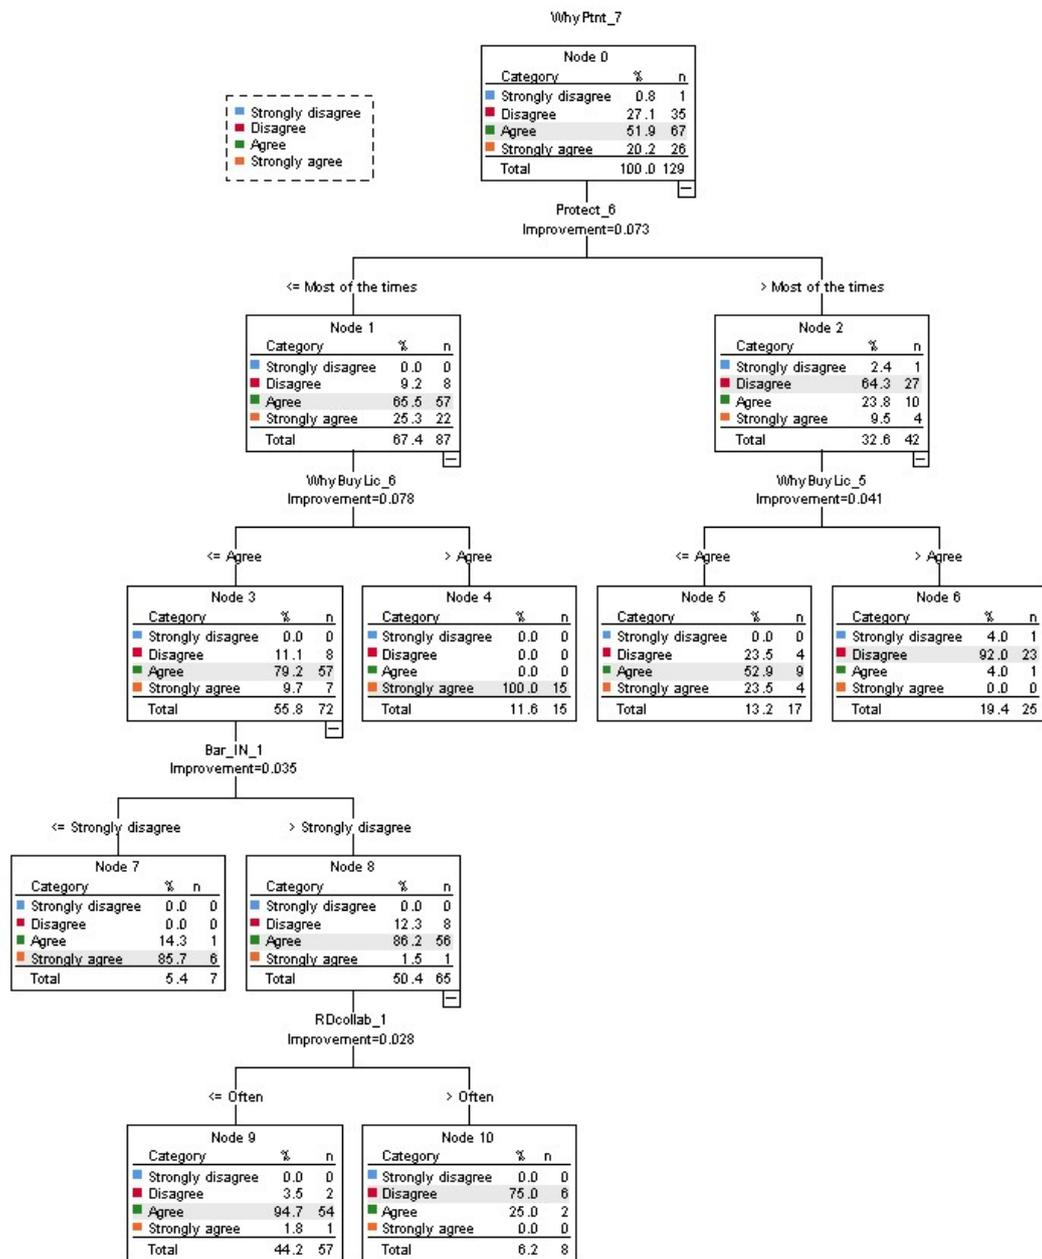 WhyPtnt_7
Strongly disagree
Disagree
Agree
Strongly agree
Node 0
Category % n
Strongly disagree 0.8 1
Disagree 27.1 35
Agree 51.9 67
Strongly agree 20.2 26
Total 100.0 129
Protect_6
Improvement=0.073
<= Most of the times
> Most of the times
Node 1
Category % n
Strongly disagree 0.0 0
Disagree 9.2 8
Agree 65.5 57
Strongly agree 25.3 22
Total 67.4 87
Node 2
Category % n
Strongly disagree 2.4 1
Disagree 64.3 27
Agree 23.8 10
Strongly agree 9.5 4
Total 32.6 42
WhyBuyLic_6
Improvement=0.078
WhyBuyLic_5
Improvement=0.041
<= Agree
> Agree
<= Agree
> Agree
Node 3
Category % n
Strongly disagree 0.0 0
Disagree 11.1 8
Agree 79.2 57
Strongly agree 9.7 7
Total 55.8 72
Node 4
Category % n
Strongly disagree 0.0 0
Disagree 0.0 0
Agree 0.0 0
Strongly agree 100.0 15
Total 11.6 15
Node 5
Category % n
Strongly disagree 0.0 0
Disagree 23.5 4
Agree 52.9 9
Strongly agree 23.5 4
Total 13.2 17
Node 6
Category % n
Strongly disagree 4.0 1
Disagree 92.0 23
Agree 4.0 1
Strongly agree 0.0 0
Total 19.4 25
Bar_IN_1
Improvement=0.035
<= Strongly disagree
> Strongly disagree
Node 7
Category % n
Strongly disagree 0.0 0
Disagree 0.0 0
Agree 14.3 1
Strongly agree 85.7 6
Total 5.4 7
Node 8
Category % n
Strongly disagree 0.0 0
Disagree 12.3 8
Agree 86.2 56
Strongly agree 1.5 1
Total 50.4 65
RDcollab_1
Improvement=0.028
<= Often
> Often
Node 9
Category % n
Strongly disagree 0.0 0
Disagree 3.5 2
Agree 94.7 54
Strongly agree 1.8 1
Total 44.2 57
Node 10
Category % n
Strongly disagree 0.0 0
Disagree 75.0 6
Agree 25.0 2
Strongly agree 0.0 0
Total 6.2 8